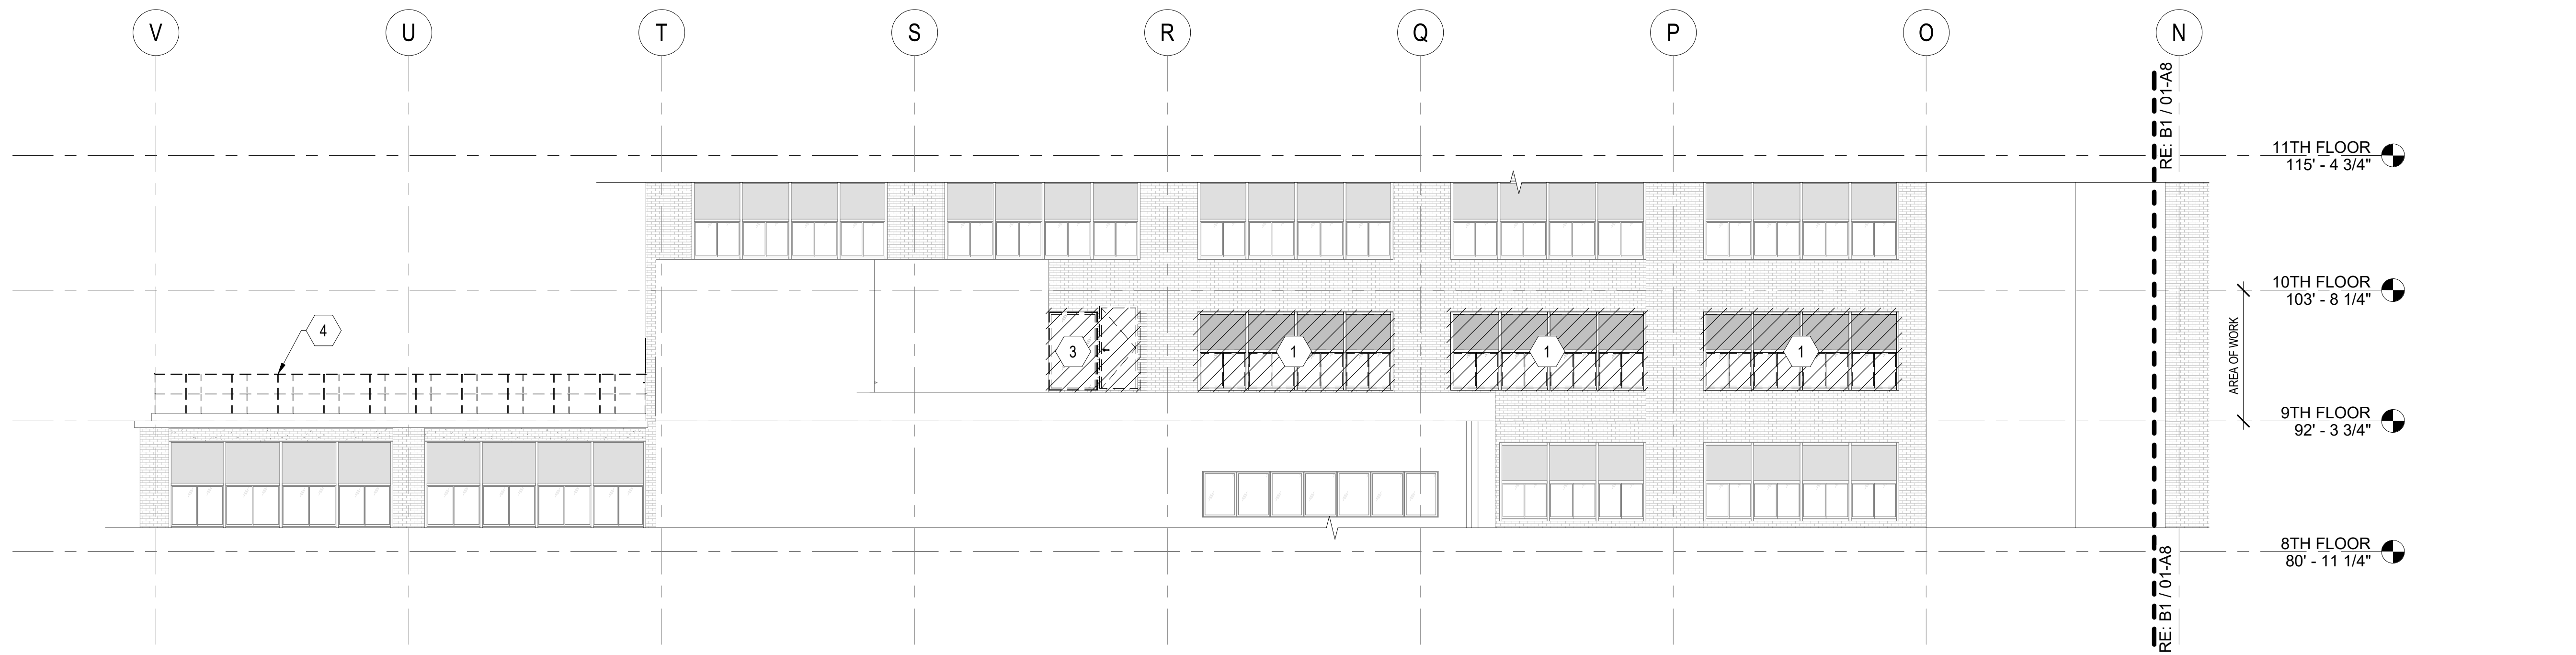 V U T S R Q P O N
RE: B1 / 01-A8
11TH FLOOR
115' - 4 3/4"
10TH FLOOR
103' - 8 1/4"
4
3
1
1
1
AREA OF WORK
9TH FLOOR
92' - 3 3/4"
8TH FLOOR
80' - 11 1/4"
RE: B1 / 01-A8